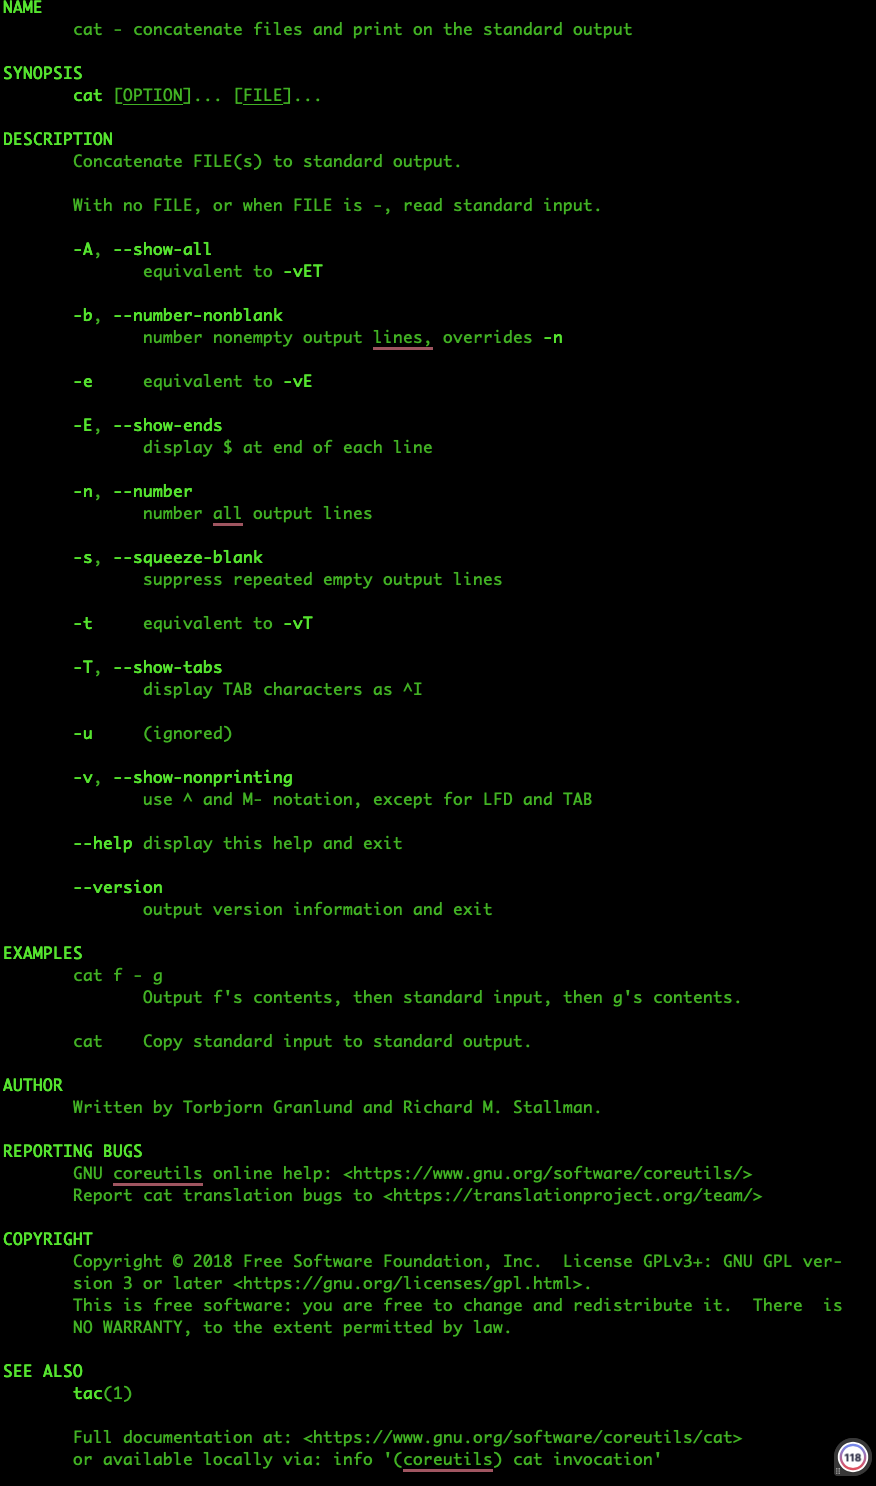 NAME
cat - concatenate files and print on the standard output
SYNOPSIS
cat [OPTION]... [FILE]...
DESCRIPTION
Concatenate FILE(s) to standard output.
With no FILE, or when FILE is -, read standard input.
-A, --show-all
equivalent to -vET
-b, --number-nonblank
number nonempty output lines, overrides -n
-e equivalent to -vE
-E, --show-ends
display $ at end of each line
-n, --number
number all output lines
-s, --squeeze-blank
suppress repeated empty output lines
-t equivalent to -vT
-T, --show-tabs
display TAB characters as ^I
-u (ignored)
-v, --show-nonprinting
use ^ and M- notation, except for LFD and TAB
--help display this help and exit
--version
output version information and exit
EXAMPLES
cat f - g
Output f's contents, then standard input, then g's contents.
cat Copy standard input to standard output.
AUTHOR
Written by Torbjorn Granlund and Richard M. Stallman.
REPORTING BUGS
GNU coreutils online help: <https://www.gnu.org/software/coreutils/>
Report cat translation bugs to <https://translationproject.org/team/>
COPYRIGHT
Copyright © 2018 Free Software Foundation, Inc.  License GPLv3+: GNU GPL ver-
sion 3 or later <https://gnu.org/licenses/gpl.html>.
This is free software: you are free to change and redistribute it.  There  is
NO WARRANTY, to the extent permitted by law.
SEE ALSO
tac(1)
Full documentation at: <https://www.gnu.org/software/coreutils/cat>
or available locally via: info '(coreutils) cat invocation'
118